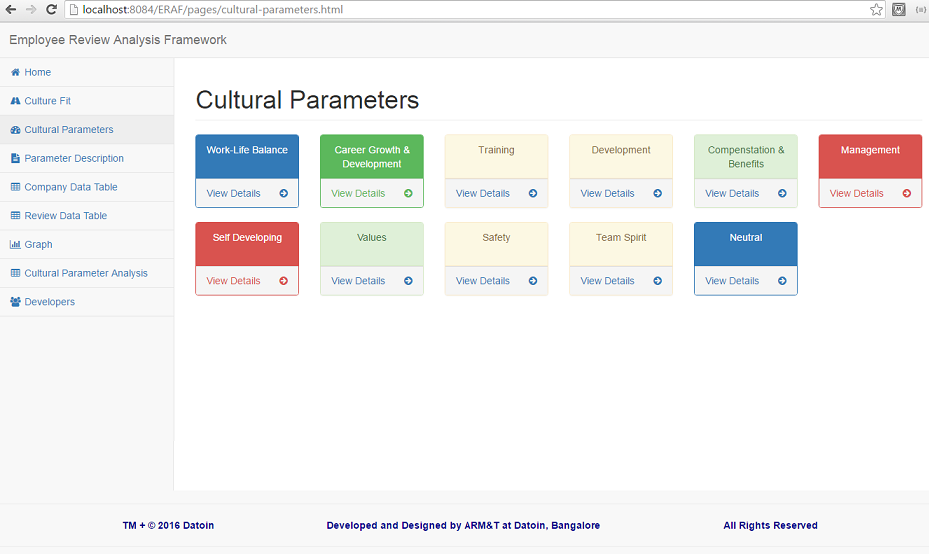 localhost:8084/ERAF/pages/cultural-parameters.html
Employee Review Analysis Framework
Home
Culture Fit
Cultural Parameters
Parameter Description
Company Data Table
Review Data Table
Graph
Cultural Parameter Analysis
Developers
Cultural Parameters
Work-Life Balance
View Details
Career Growth &
Development
View Details
Training
View Details
Development
View Details
Compenstation &
Benefits
View Details
Management
View Details
Self Developing
View Details
Values
View Details
Safety
View Details
Team Spirit
View Details
Neutral
View Details
TM + © 2016 Datoin
Developed and Designed by ARM&T at Datoin, Bangalore
All Rights Reserved